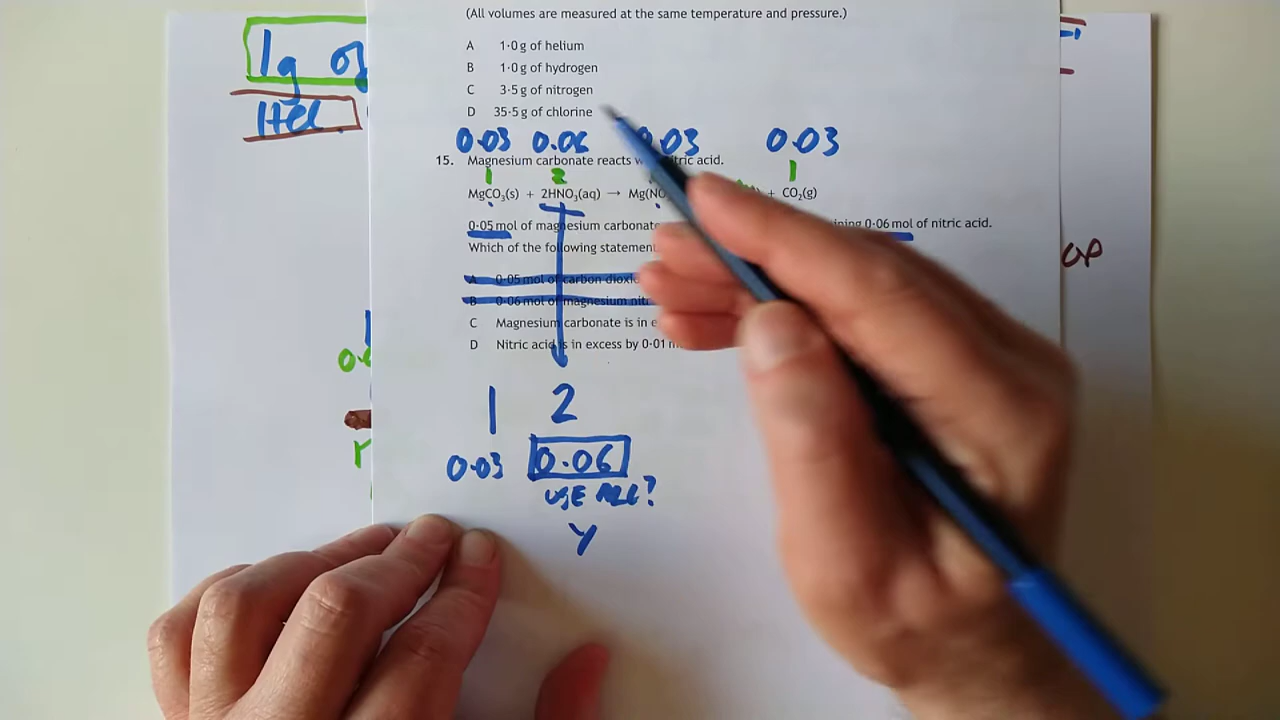 (All volumes are measured at the same temperature and pressure.)
A 1·0 g of helium
B 1·0 g of hydrogen
C 3·5 g of nitrogen
D 35·5 g of chlorine
1g of
HCl
0.03 0.06 0.03 0.03
15. Magnesium carbonate reacts nitric acid.
1 2 1
MgCO₃(s) + 2HNO₃(aq) → Mg(NO + CO₂(g)
0·05 mol of magnesium carbonate 0·06 mol of nitric acid.
Which of the following
A 0·05 mol of carbon
B 0·06 mol of magnesium
C Magnesium carbonate is in
D Nitric acid is in excess by 0·01
1 2
0.03 0.06
USE ALL?
Y